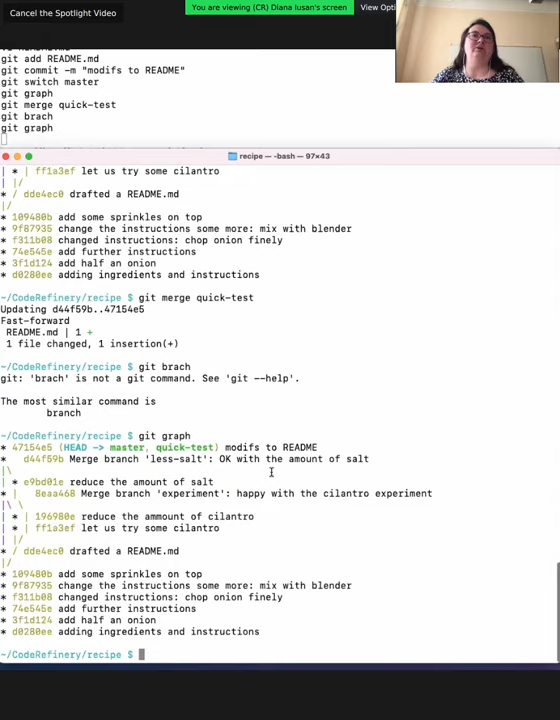 Cancel the Spotlight Video
You are viewing (CR) Diana Iusan's screen
View Opti
git add README.md
git commit -m "modifs to README"
git switch master
git graph
git merge quick-test
git brach
git graph
recipe — -bash — 97×43
| * | ff1a3ef let us try some cilantro
| |/
* / dde4ec0 drafted a README.md
|/
* 109480b add some sprinkles on top
* 9f87935 change the instructions some more: mix with blender
* f311b08 changed instructions: chop onion finely
* 74e545e add further instructions
* 3f1d124 add half an onion
* d0280ee adding ingredients and instructions
~/CodeRefinery/recipe $ git merge quick-test
Updating d44f59b..47154e5
Fast-forward
README.md | 1 +
1 file changed, 1 insertion(+)
~/CodeRefinery/recipe $ git brach
git: 'brach' is not a git command. See 'git --help'.
The most similar command is
branch
~/CodeRefinery/recipe $ git graph
* 47154e5 (HEAD -> master, quick-test) modifs to README
*   d44f59b Merge branch 'less-salt': OK with the amount of salt
|\
| * e9bd01e reduce the amount of salt
* |   8eaa468 Merge branch 'experiment': happy with the cilantro experiment
|\ \
| * | 196980e reduce the ammount of cilantro
| * | ff1a3ef let us try some cilantro
| |/
* / dde4ec0 drafted a README.md
|/
* 109480b add some sprinkles on top
* 9f87935 change the instructions some more: mix with blender
* f311b08 changed instructions: chop onion finely
* 74e545e add further instructions
* 3f1d124 add half an onion
* d0280ee adding ingredients and instructions
~/CodeRefinery/recipe $